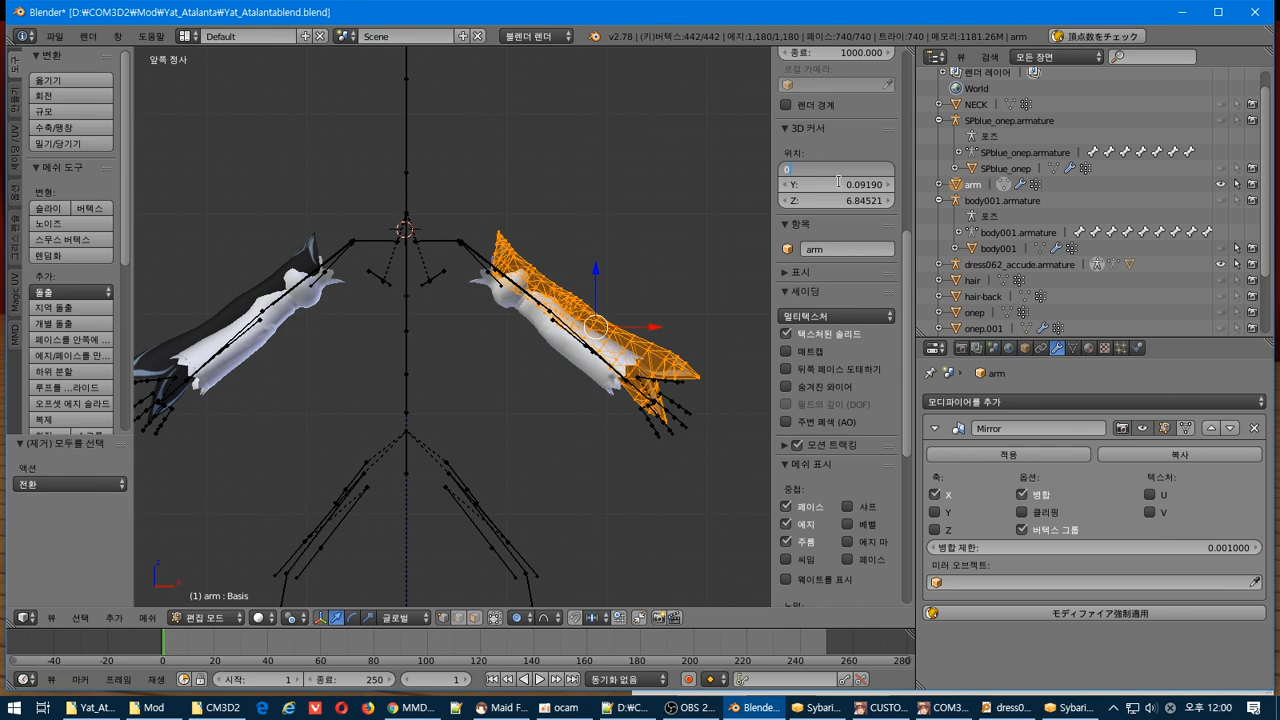 Blender* [D:₩COM3D2₩Mod₩Yat_Atalanta₩Yat_Atalantablend.blend]
파일
렌더
창
도움말
Default
Scene
블렌더 렌더
v2.78 | (키)버텍스:442/442 | 에지:1,180/1,180 | 페이스:740/740 | 트라이:740 | 메모리:1181.26M | arm
頂点数をチェック
변환
옮기기
회전
규모
수축/팽창
밀기/당기기
메쉬 도구
변형:
슬라이
버텍스
노이즈
스무스 버텍스
렌덤화
추가:
돌출
지역 돌출
개별 돌출
페이스를 안쪽에 ...
에지/페이스를 만...
하위 분할
루프를 ...라이드
오프셋 에지 슬라드
복제
(제거) 모두를 선택
액션
전환
앞쪽 정사
(1) arm : Basis
종료:
1000.000
로컬 카메라:
렌더 경계
3D 커서
위치:
0
Y:
0.09190
Z:
6.84521
항목
arm
표시
셰이딩
멀티텍스처
텍스처된 솔리드
매트캡
뒤쪽 페이스 도태하기
숨겨진 와이어
필드의 깊이 (DOF)
주변 폐색 (AO)
모션 트랙킹
메쉬 표시
중첩:
페이스
샤프
에지
베벨
주름
에지 마
씨임
페이스
웨이트를 표시
뷰
검색
모든 장면
렌더 레이어
World
NECK
SPblue_onep.armature
포즈
SPblue_onep.armature
SPblue_onep
arm
body001.armature
포즈
body001.armature
body001
dress062_accude.armature
hair
hair-back
onep
onep.001
arm
모디파이어를 추가
Mirror
적용
복사
축:
옵션:
텍스처:
X
병합
U
Y
클리핑
V
Z
버텍스 그룹
병합 제한:
0.001000
미러 오브젝트:
モディファイア強制適用
뷰
선택
추가
메쉬
편집 모드
글로벌
-40 -20 0 20 40 60 80 100 120 140 160 180 200 220 240 260 280
뷰
마커
프레임
재생
시작:
1
종료:
250
1
동기화 없음
Yat_At...
Mod
CM3D2
MMD...
D:₩C...
Maid F...
ocam
OBS 2...
Blende...
Sybari...
CUSTO...
COM3...
dress0...
Sybari...
오후 12:00